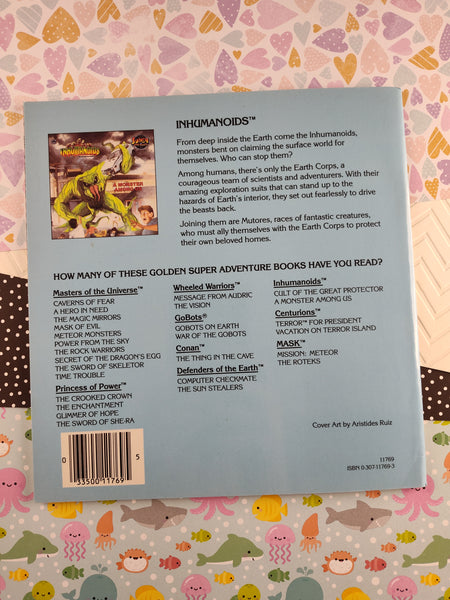 INHUMANOIDS™
From deep inside the Earth come the Inhumanoids,
monsters bent on claiming the surface world for
themselves. Who can stop them?
Among humans, there's only the Earth Corps, a
courageous team of scientists and adventurers. With their
amazing exploration suits that can stand up to the
hazards of Earth's interior, they set out fearlessly to drive
the beasts back.
Joining them are Mutores, races of fantastic creatures,
who must ally themselves with the Earth Corps to protect
their own beloved homes.
INHUMANOIDS
A MONSTER
AMONG US
HOW MANY OF THESE GOLDEN SUPER ADVENTURE BOOKS HAVE YOU READ?
Masters of the Universe™
CAVERNS OF FEAR
A HERO IN NEED
THE MAGIC MIRRORS
MASK OF EVIL
METEOR MONSTERS
POWER FROM THE SKY
THE ROCK WARRIORS
SECRET OF THE DRAGON'S EGG
THE SWORD OF SKELETOR
TIME TROUBLE
Princess of Power™
THE CROOKED CROWN
THE ENCHANTMENT
GLIMMER OF HOPE
THE SWORD OF SHE-RA
Wheeled Warriors™
MESSAGE FROM AUDRIC
THE VISION
GoBots®
GOBOTS ON EARTH
WAR OF THE GOBOTS
Conan™
THE THING IN THE CAVE
Defenders of the Earth™
COMPUTER CHECKMATE
THE SUN STEALERS
Inhumanoids™
CULT OF THE GREAT PROTECTOR
A MONSTER AMONG US
Centurions™
TERROR™ FOR PRESIDENT
VACATION ON TERROR ISLAND
MASK™
MISSION: METEOR
THE ROTEKS
Cover Art by Aristides Ruiz
0 33500 11769 5
11769
ISBN 0-307-11769-3